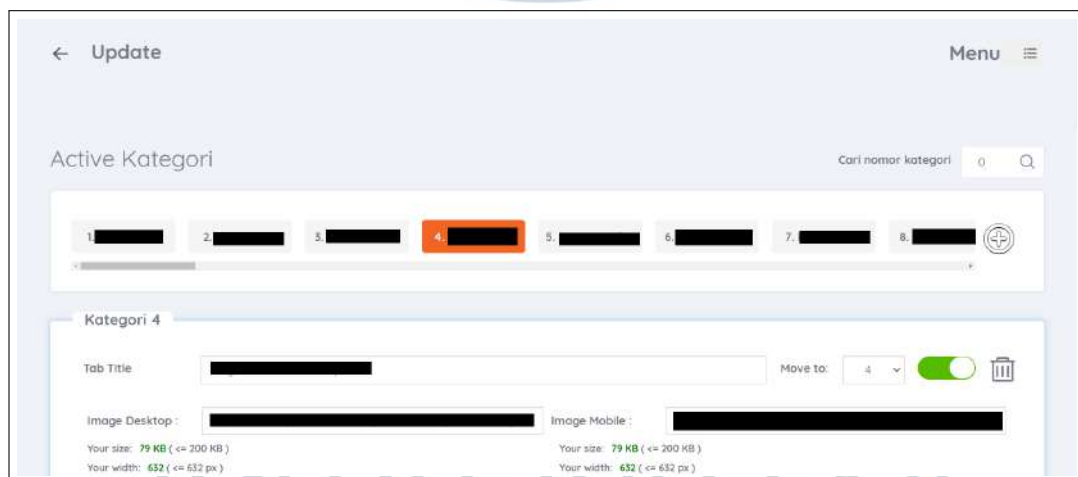 ← Update Menu
Active Kategori Cari nomor kategori 0
1. 2. 3. 4. 5. 6. 7. 8.
Kategori 4
Tab Title Move to: 4
Image Desktop : Image Mobile :
Your size: 79 KB ( <= 200 KB ) Your size: 79 KB ( <= 200 KB )
Your width: 632 ( <= 632 px ) Your width: 632 ( <= 632 px )